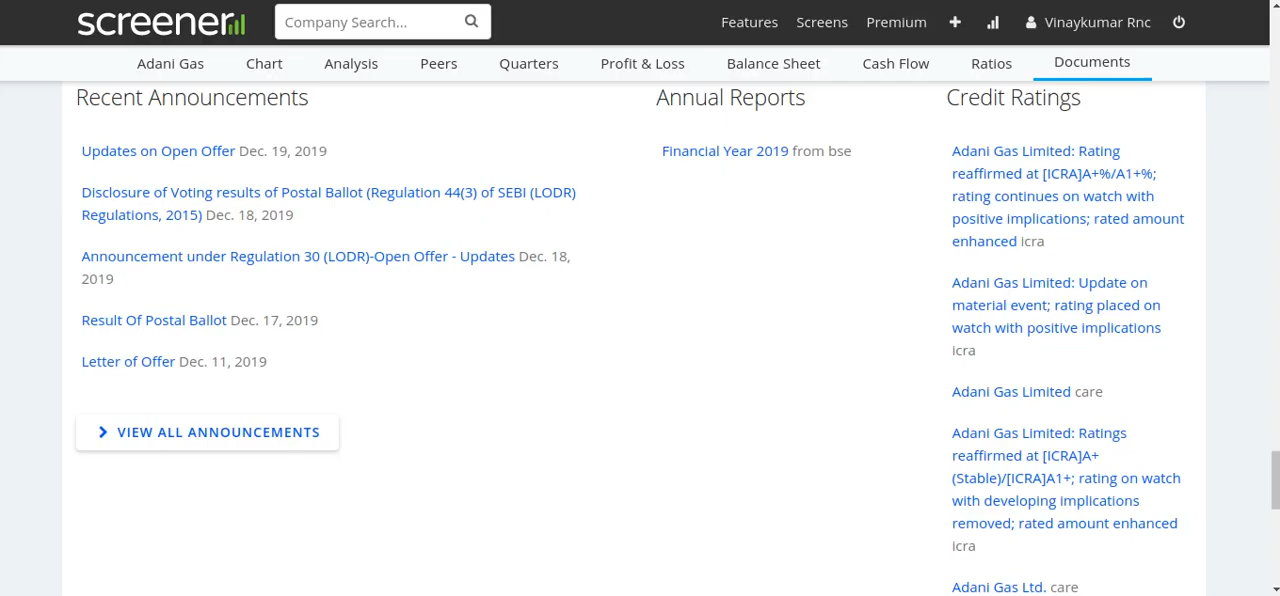 screener
Company Search...
Features Screens Premium Vinaykumar Rnc
Adani Gas Chart Analysis Peers Quarters Profit & Loss Balance Sheet Cash Flow Ratios Documents
Recent Announcements
Updates on Open Offer Dec. 19, 2019
Disclosure of Voting results of Postal Ballot (Regulation 44(3) of SEBI (LODR)
Regulations, 2015) Dec. 18, 2019
Announcement under Regulation 30 (LODR)-Open Offer - Updates Dec. 18,
2019
Result Of Postal Ballot Dec. 17, 2019
Letter of Offer Dec. 11, 2019
VIEW ALL ANNOUNCEMENTS
Annual Reports
Financial Year 2019 from bse
Credit Ratings
Adani Gas Limited: Rating
reaffirmed at [ICRA]A+%/A1+%;
rating continues on watch with
positive implications; rated amount
enhanced icra
Adani Gas Limited: Update on
material event; rating placed on
watch with positive implications
icra
Adani Gas Limited care
Adani Gas Limited: Ratings
reaffirmed at [ICRA]A+
(Stable)/[ICRA]A1+; rating on watch
with developing implications
removed; rated amount enhanced
icra
Adani Gas Ltd. care